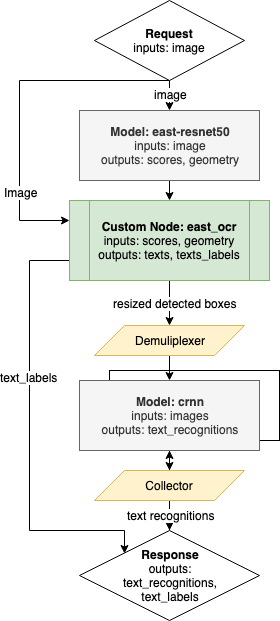 Request
inputs: image
image
Model: east-resnet50
inputs: image
outputs: scores, geometry
Image
Custom Node: east_ocr
inputs: scores, geometry
outputs: texts, texts_labels
resized detected boxes
Demuliplexer
text_labels
Model: crnn
inputs: images
outputs: text_recognitions
Collector
text recognitions
Response
outputs:
text_recognitions,
text_labels